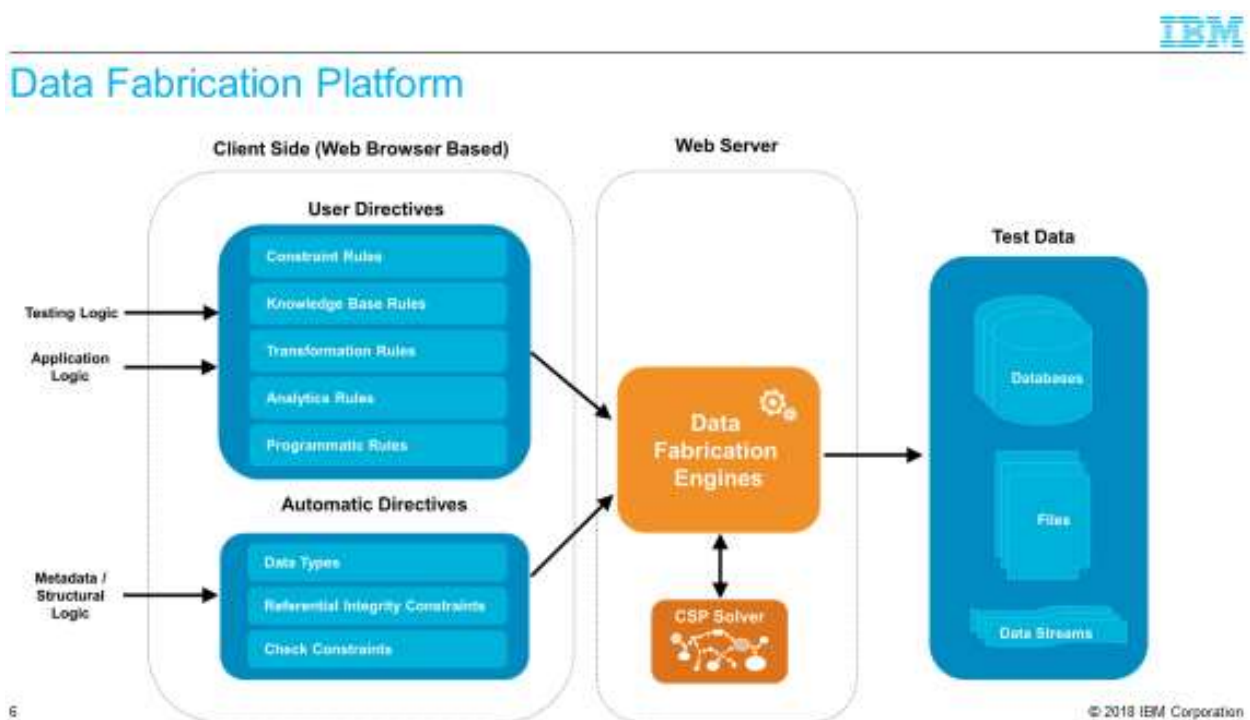 IBM
Data Fabrication Platform
Client Side (Web Browser Based)
Web Server
User Directives
Constraint Rules
Knowledge Base Rules
Transformation Rules
Analytics Rules
Programmatic Rules
Testing Logic
Application
Logic
Automatic Directives
Data Types
Referential Integrity Constraints
Check Constraints
Metadata /
Structural
Logic
Data
Fabrication
Engines
CSP Solver
Test Data
Databases
Files
Data Streams
6
© 2018 IBM Corporation